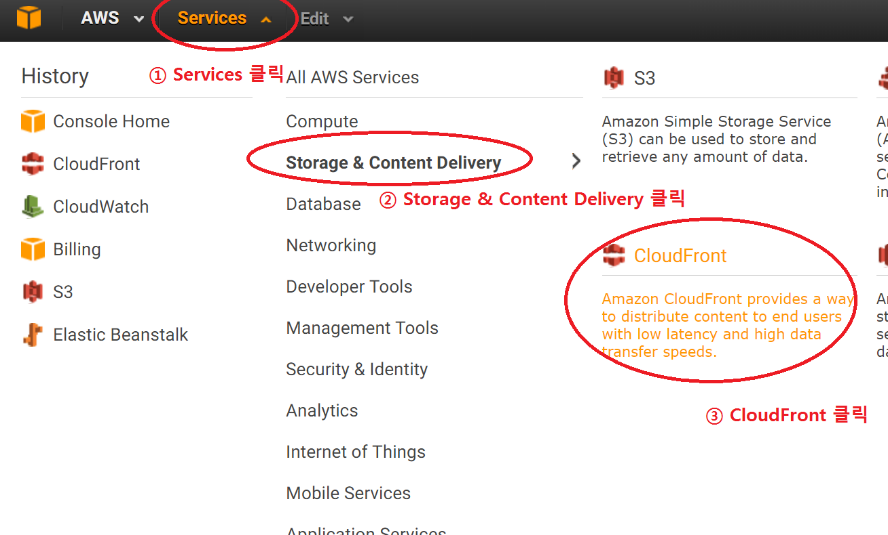 AWS Services Edit
History
Console Home
CloudFront
CloudWatch
Billing
S3
Elastic Beanstalk
① Services 클릭
All AWS Services
Compute
Storage & Content Delivery
② Storage & Content Delivery 클릭
Database
Networking
Developer Tools
Management Tools
Security & Identity
Analytics
Internet of Things
Mobile Services
Application Services
S3
Amazon Simple Storage Service
(S3) can be used to store and
retrieve any amount of data.
CloudFront
Amazon CloudFront provides a way
to distribute content to end users
with low latency and high data
transfer speeds.
③ CloudFront 클릭